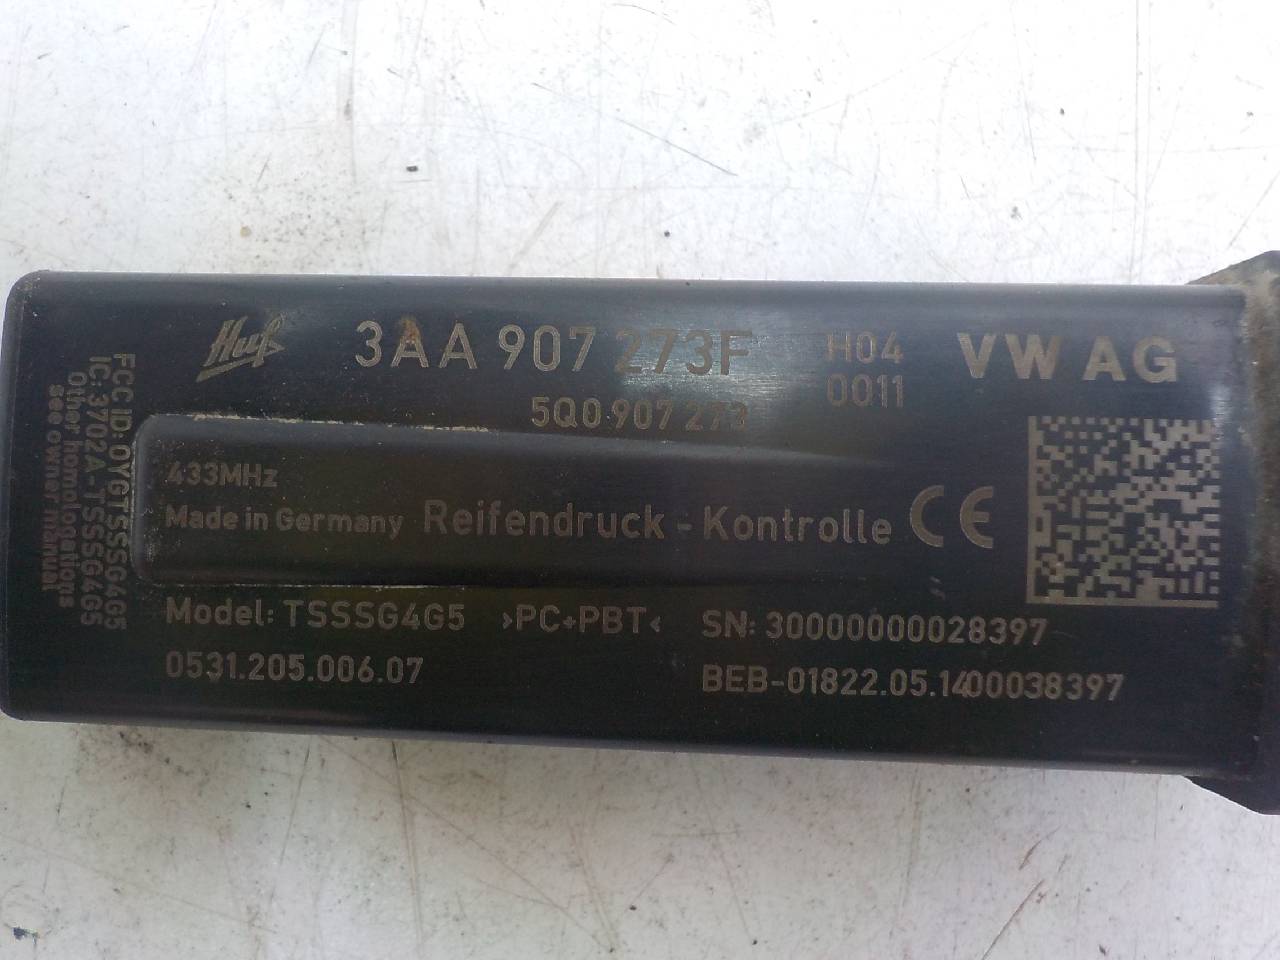 Huf 3AA 907 273F H04 VW AG
0011
5Q0 907 273
433MHz
Made in Germany Reifendruck - Kontrolle CE
Model: TSSSG4G5 >PC+PBT< SN: 30000000028397
0531.205.006.07 BEB-01822.05.1400038397
FCC ID: OYGTSSSG4G5
IC: 3702A-TSSSG4G5
Other homologations
see owner manual